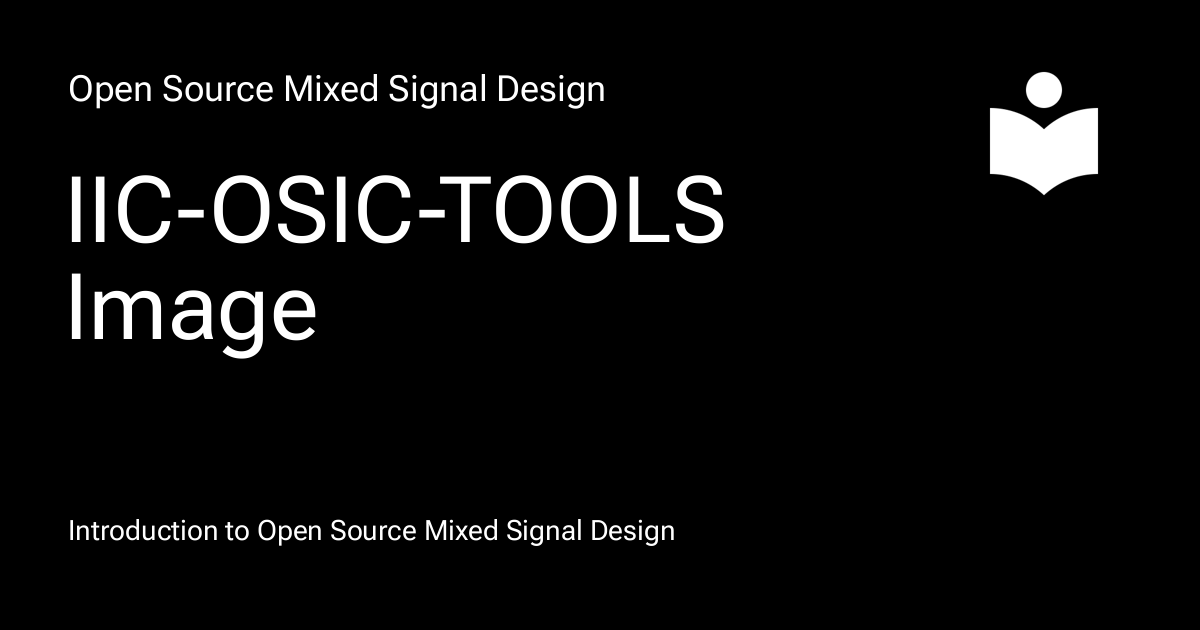 Open Source Mixed Signal Design
IIC-OSIC-TOOLS
Image
Introduction to Open Source Mixed Signal Design